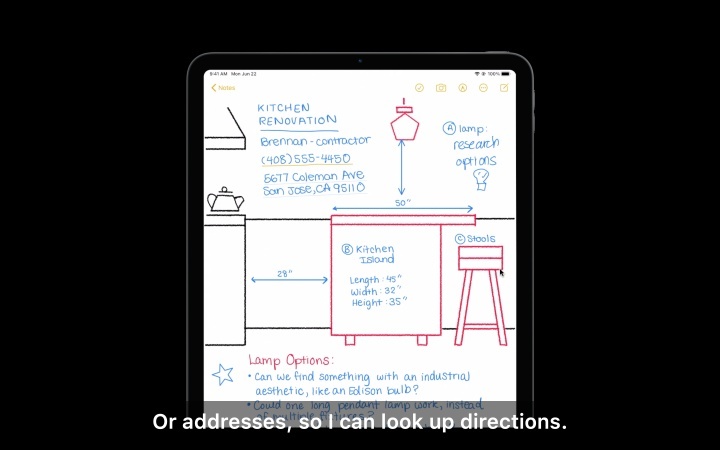 9:41 AM Mon Jun 22
100%
Notes
KITCHEN
RENOVATION
Brennan - contractor
(408) 555-4450
5677 Coleman Ave
San Jose, CA 95110
A lamp:
research
options
50"
B Kitchen
Island
Length: 45"
Width: 32"
Height: 35"
C Stools
28"
Lamp Options:
• Can we find something with an industrial
aesthetic, like an Edison bulb?
• Could one long pendant lamp work, instead
of multiple
Or addresses, so I can look up directions.